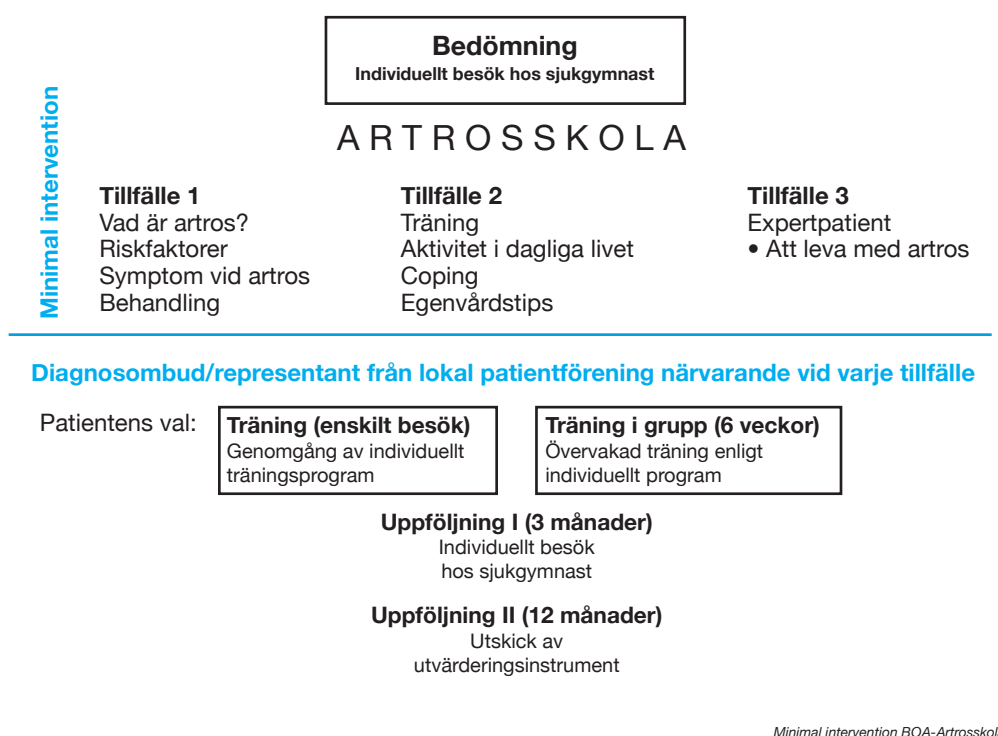 Bedömning
Individuellt besök hos sjukgymnast
ARTROSSKOLA
Minimal intervention
Tillfälle 1
Vad är artros?
Riskfaktorer
Symptom vid artros
Behandling
Tillfälle 2
Träning
Aktivitet i dagliga livet
Coping
Egenvårdstips
Tillfälle 3
Expertpatient
• Att leva med artros
Diagnosombud/representant från lokal patientförening närvarande vid varje tillfälle
Patientens val:
Träning (enskilt besök)
Genomgång av individuellt
träningsprogram
Träning i grupp (6 veckor)
Övervakad träning enligt
individuellt program
Uppföljning I (3 månader)
Individuellt besök
hos sjukgymnast
Uppföljning II (12 månader)
Utskick av
utvärderingsinstrument
Minimal intervention BOA-Artrosskol